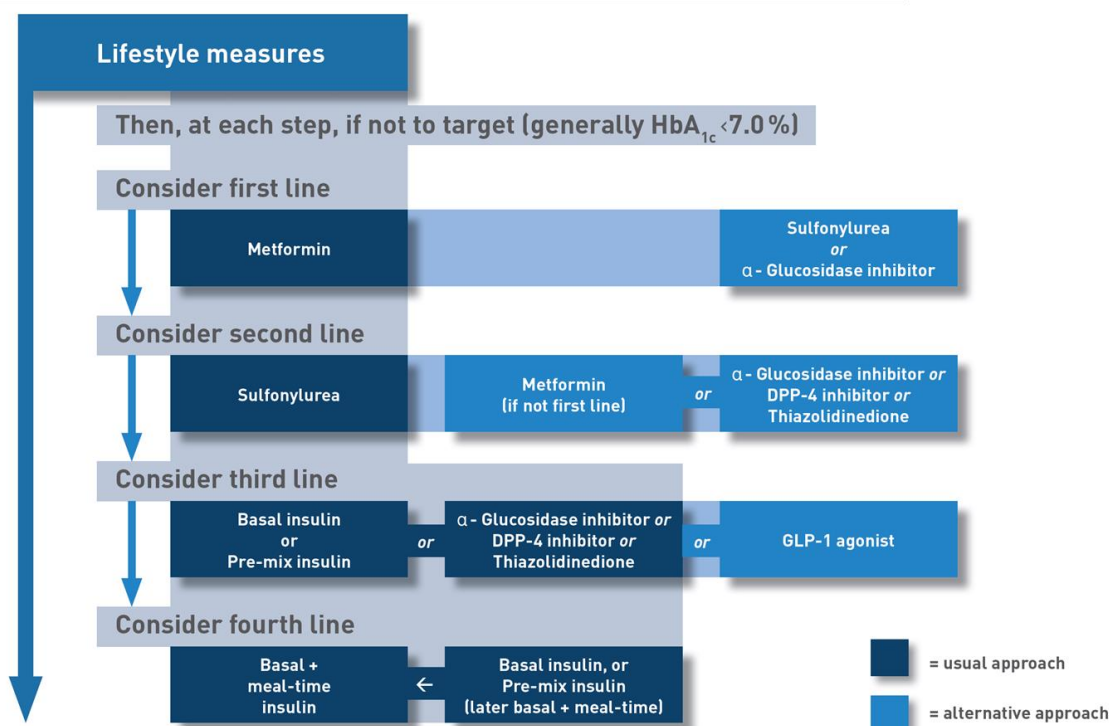 Lifestyle measures
Then, at each step, if not to target (generally HbA1c <7.0%)
Consider first line
Metformin
Sulfonylurea
or
α - Glucosidase inhibitor
Consider second line
Sulfonylurea
Metformin
(if not first line)
or
α - Glucosidase inhibitor or
DPP-4 inhibitor or
Thiazolidinedione
Consider third line
Basal insulin
or
Pre-mix insulin
or
α - Glucosidase inhibitor or
DPP-4 inhibitor or
Thiazolidinedione
or
GLP-1 agonist
Consider fourth line
Basal +
meal-time
insulin
←
Basal insulin, or
Pre-mix insulin
(later basal + meal-time)
= usual approach
= alternative approach